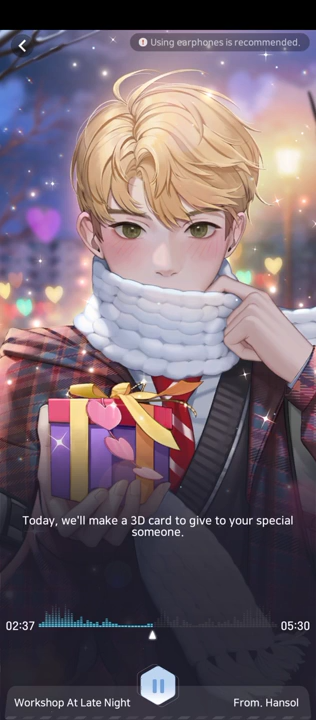 Using earphones is recommended.
Today, we'll make a 3D card to give to your special
someone.
02:37
05:30
Workshop At Late Night
From. Hansol